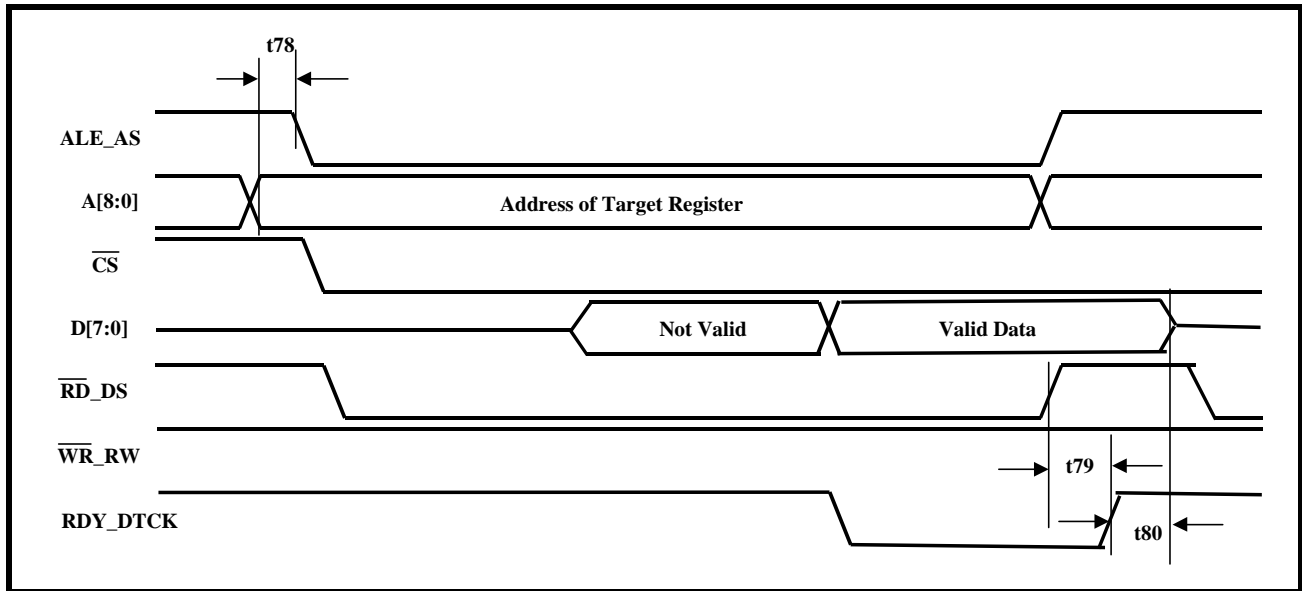 t78
ALE_AS
A[8:0]
Address of Target Register
CS
D[7:0]
Not Valid
Valid Data
RD_DS
WR_RW
t79
RDY_DTCK
t80